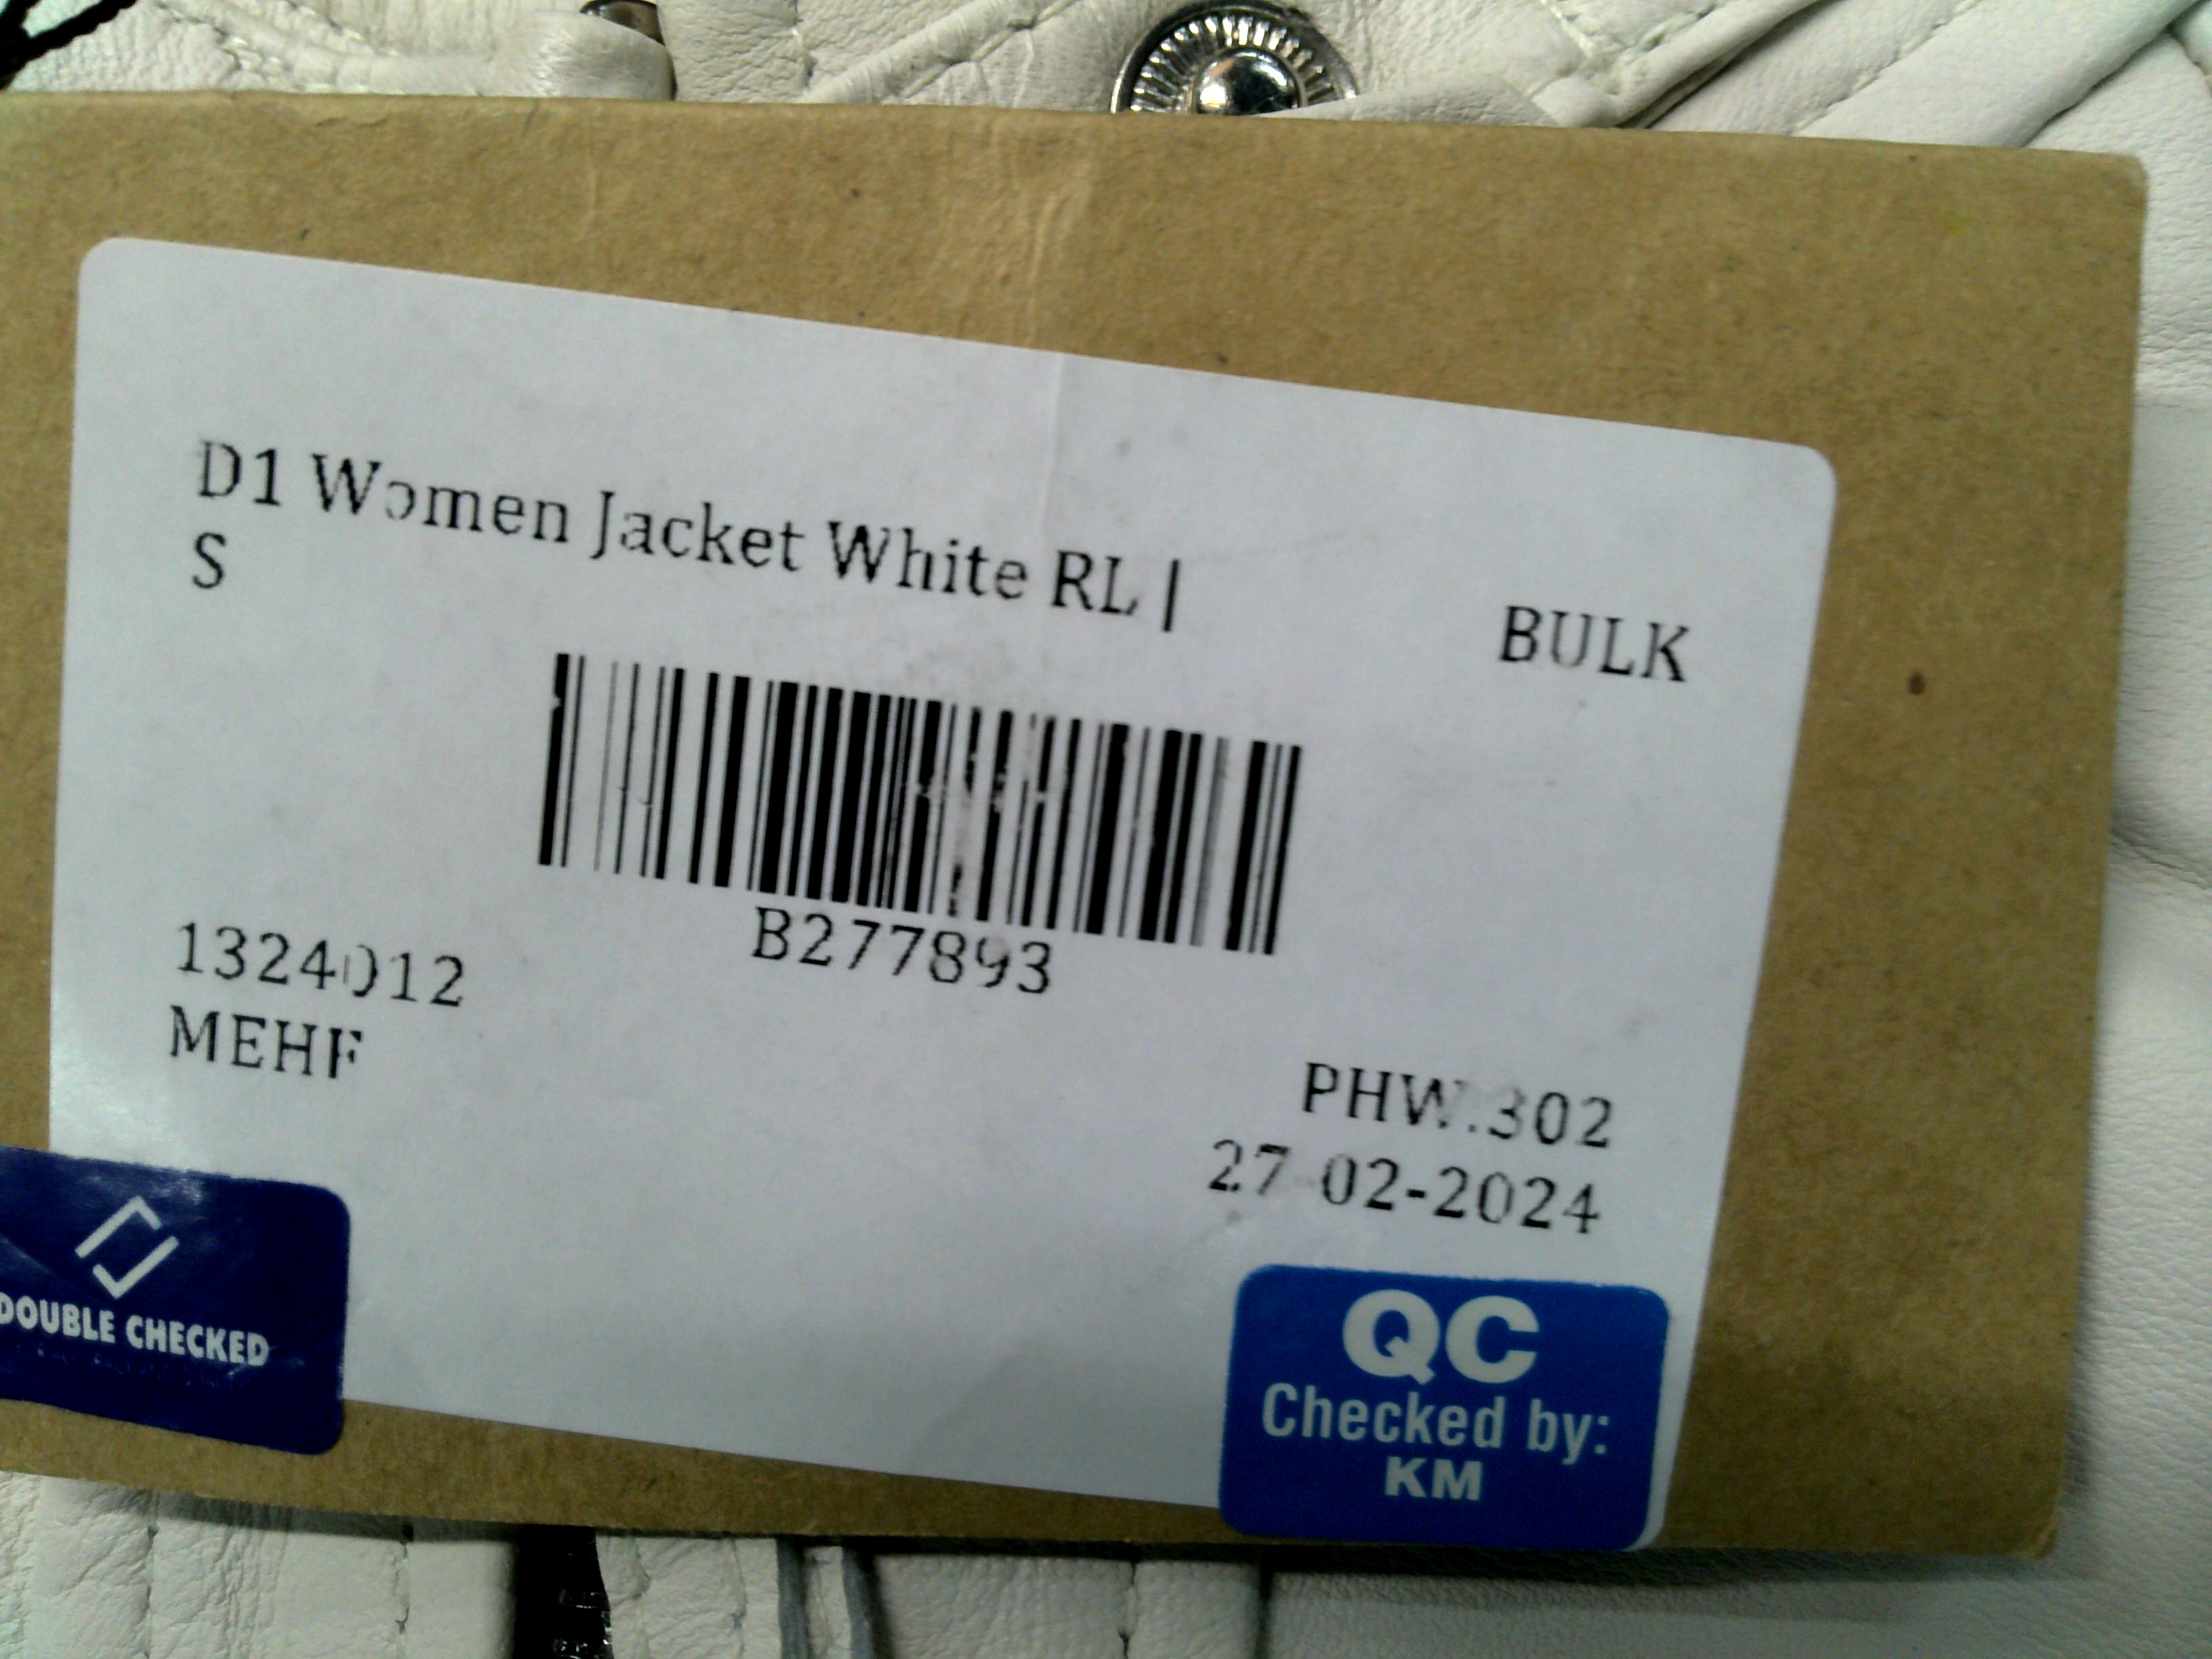 D1 Women Jacket White RL |
S
BULK
B277893
1324012
MEHF
PHW.302
27-02-2024
DOUBLE CHECKED
QC
Checked by:
KM